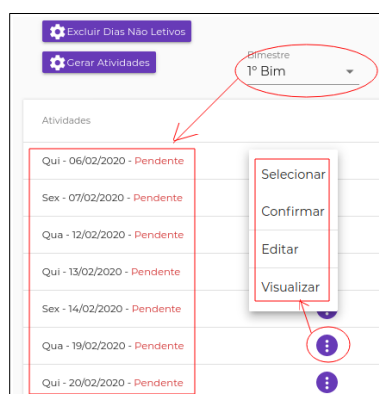 Excluir Dias Não Letivos
Gerar Atividades
Bimestre
1º Bim
Atividades
Qui - 06/02/2020 - Pendente
Sex - 07/02/2020 - Pendente
Qua - 12/02/2020 - Pendente
Qui - 13/02/2020 - Pendente
Sex - 14/02/2020 - Pendente
Qua - 19/02/2020 - Pendente
Qui - 20/02/2020 - Pendente
Selecionar
Confirmar
Editar
Visualizar